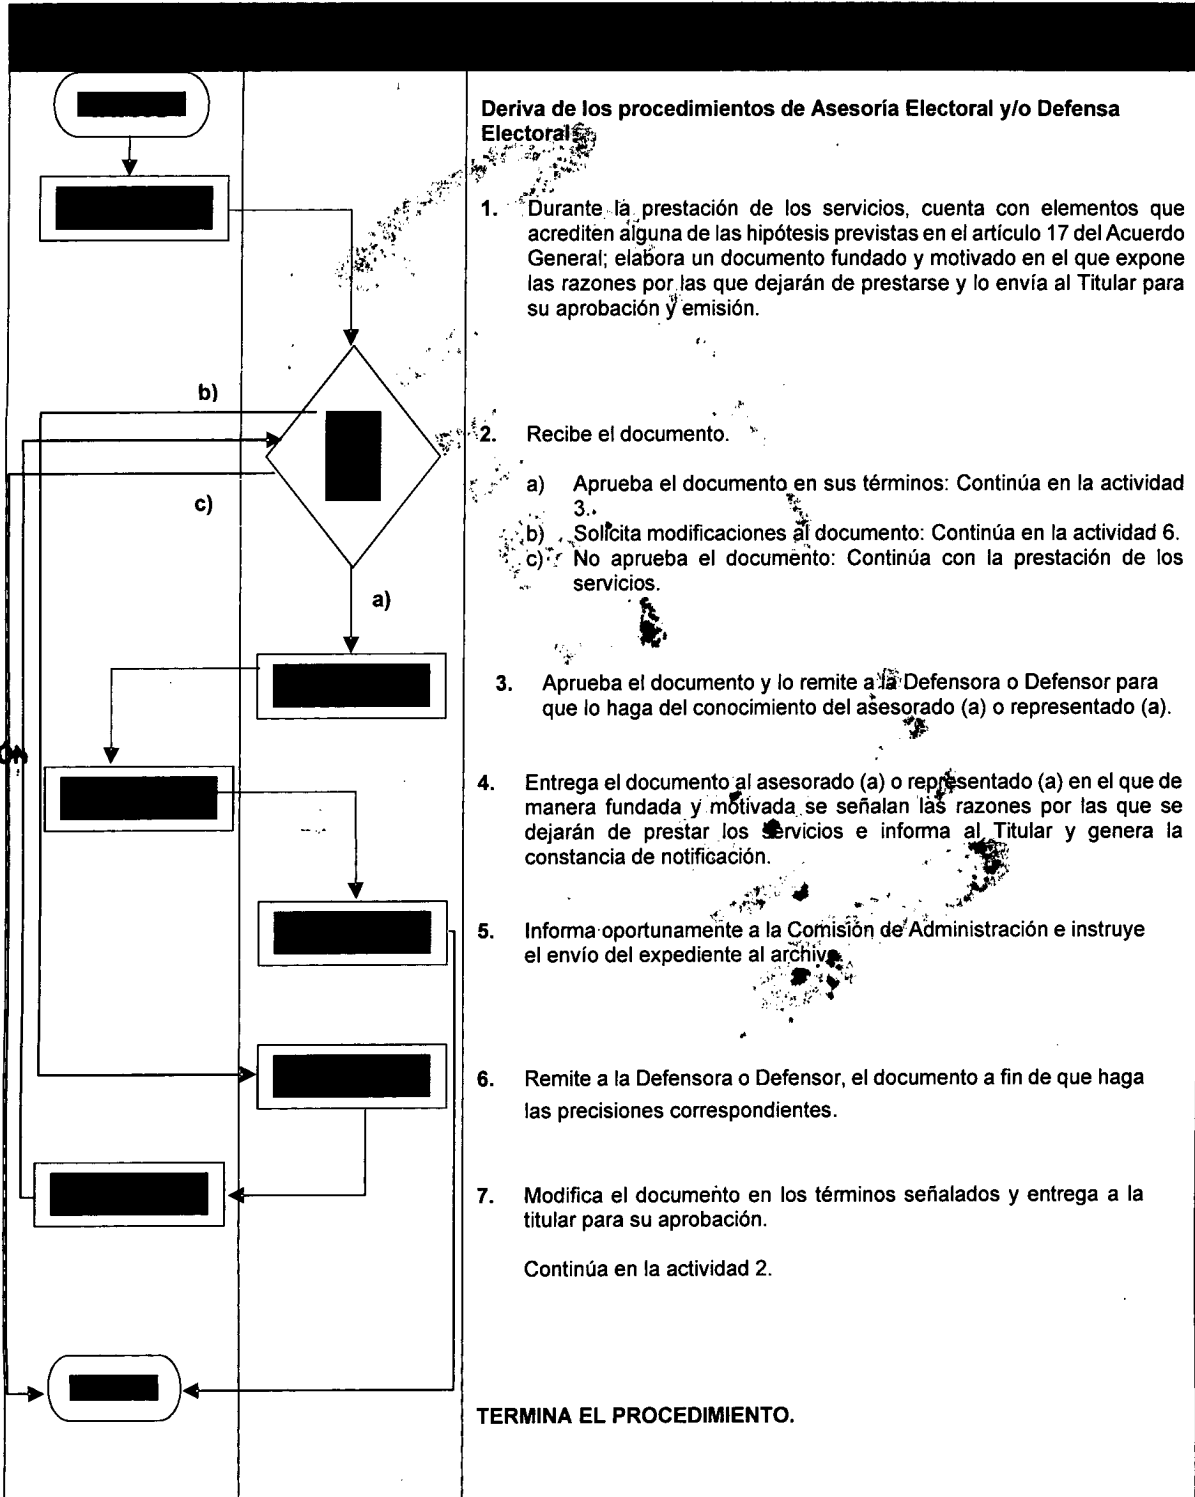 Deriva de los procedimientos de Asesoría Electoral y/o Defensa
Electoral
1. Durante la prestación de los servicios, cuenta con elementos que
acrediten alguna de las hipótesis previstas en el artículo 17 del Acuerdo
General; elabora un documento fundado y motivado en el que expone
las razones por las que dejarán de prestarse y lo envía al Titular para
su aprobación y emisión.
b)
2. Recibe el documento.
a) Aprueba el documento en sus términos: Continúa en la actividad
3.
c)
b) Solicita modificaciones al documento: Continúa en la actividad 6.
c) No aprueba el documento: Continúa con la prestación de los
servicios.
a)
3. Aprueba el documento y lo remite a la Defensora o Defensor para
que lo haga del conocimiento del asesorado (a) o representado (a).
4. Entrega el documento al asesorado (a) o representado (a) en el que de
manera fundada y motivada se señalan las razones por las que se
dejarán de prestar los servicios e informa al Titular y genera la
constancia de notificación.
5. Informa oportunamente a la Comisión de Administración e instruye
el envío del expediente al archivo
6. Remite a la Defensora o Defensor, el documento a fin de que haga
las precisiones correspondientes.
7. Modifica el documento en los términos señalados y entrega a la
titular para su aprobación.
Continúa en la actividad 2.
TERMINA EL PROCEDIMIENTO.